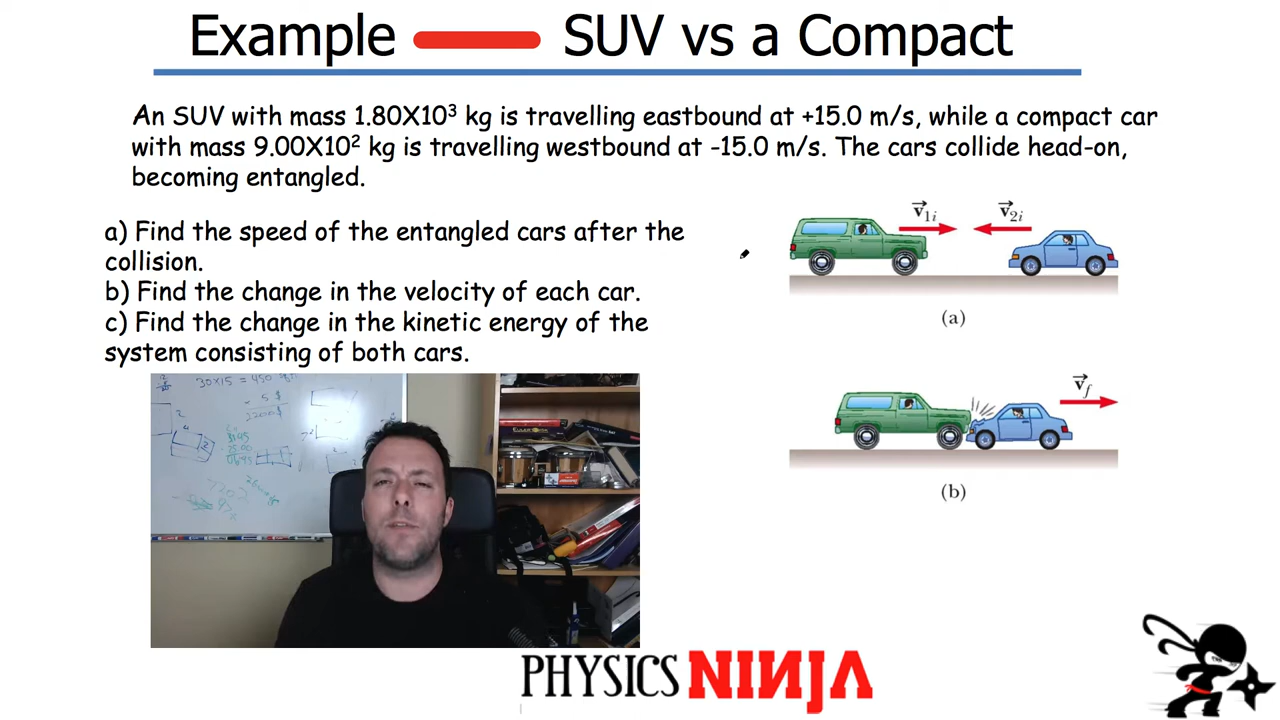 Example SUV vs a Compact
An SUV with mass 1.80X10³ kg is travelling eastbound at +15.0 m/s, while a compact car
with mass 9.00X10² kg is travelling westbound at -15.0 m/s. The cars collide head-on,
becoming entangled.
a) Find the speed of the entangled cars after the
collision.
b) Find the change in the velocity of each car.
c) Find the change in the kinetic energy of the
system consisting of both cars.
v⃗1i v⃗2i
(a)
v⃗f
(b)
30x15 = 450
PHYSICS NINJA